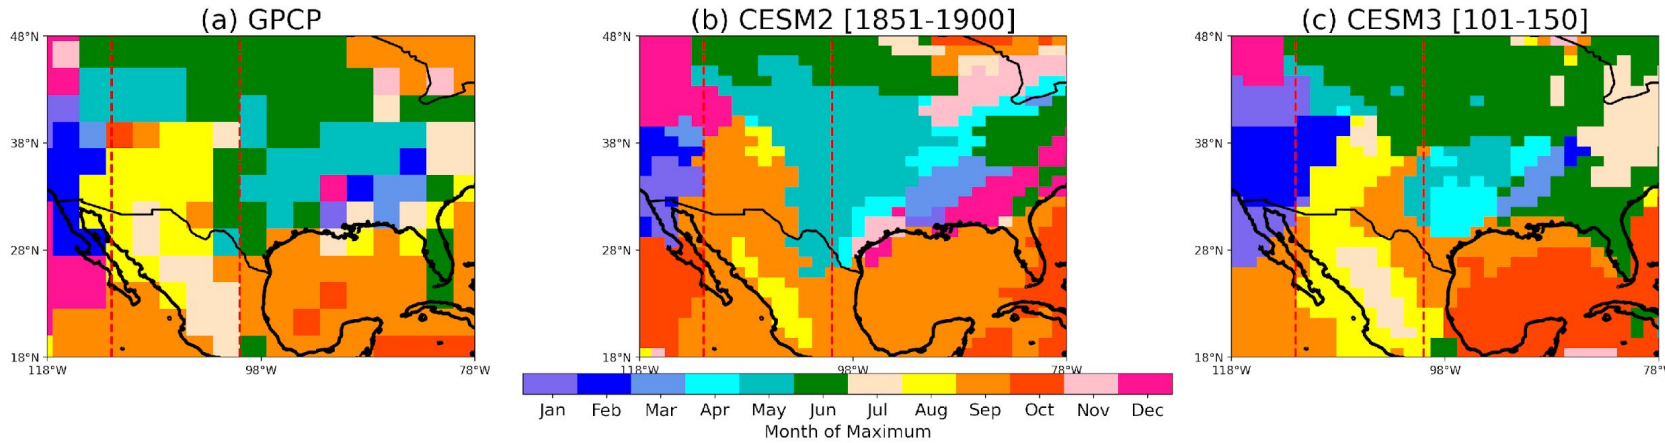 (a) GPCP
48°N
38°N
28°N
18°N
118°W
98°W
78°W
(b) CESM2 [1851-1900]
48°N
38°N
28°N
18°N
118°W
98°W
78°W
(c) CESM3 [101-150]
48°N
38°N
28°N
18°N
118°W
98°W
78°W
Jan Feb Mar Apr May Jun Jul Aug Sep Oct Nov Dec
Month of Maximum